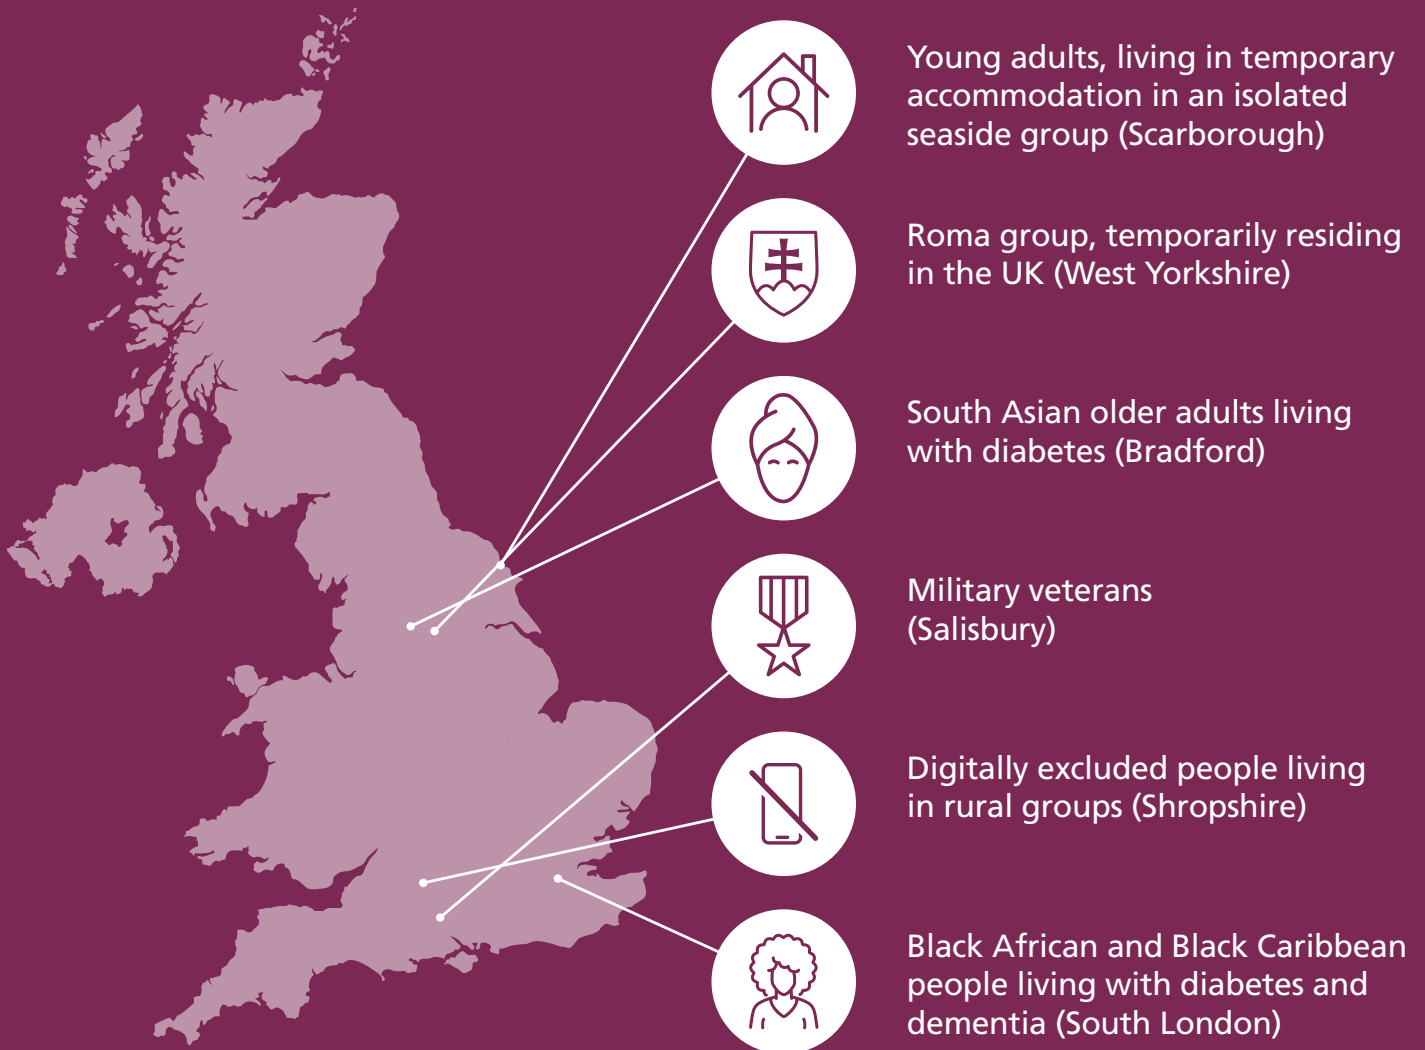 Young adults, living in temporary
accommodation in an isolated
seaside group (Scarborough)
Roma group, temporarily residing
in the UK (West Yorkshire)
South Asian older adults living
with diabetes (Bradford)
Military veterans
(Salisbury)
Digitally excluded people living
in rural groups (Shropshire)
Black African and Black Caribbean
people living with diabetes and
dementia (South London)